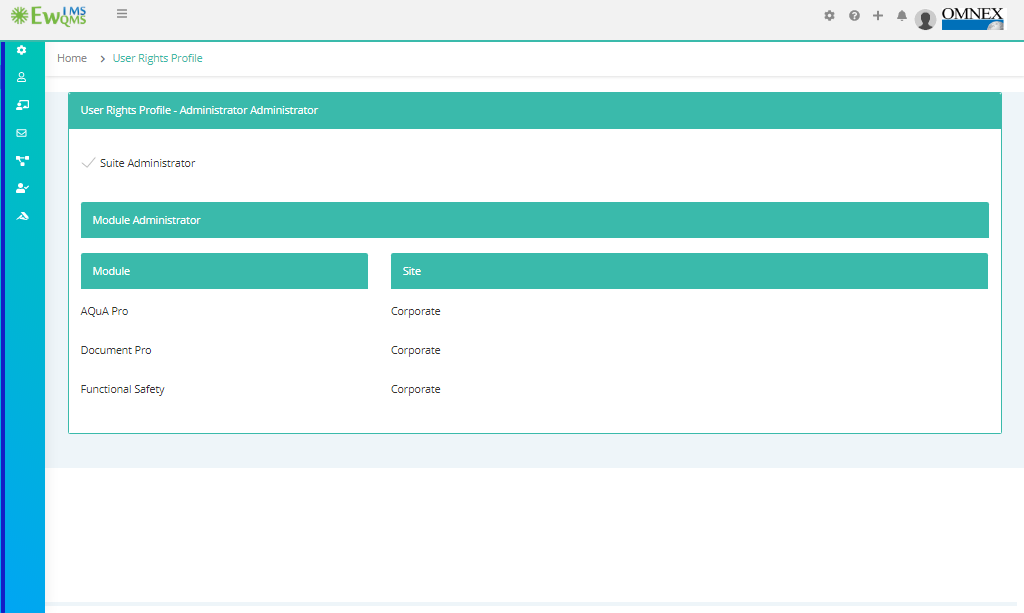 EwIMS
QMS
OMNEX
Home > User Rights Profile
User Rights Profile - Administrator Administrator
Suite Administrator
Module Administrator
Module Site
AQuA Pro Corporate
Document Pro Corporate
Functional Safety Corporate